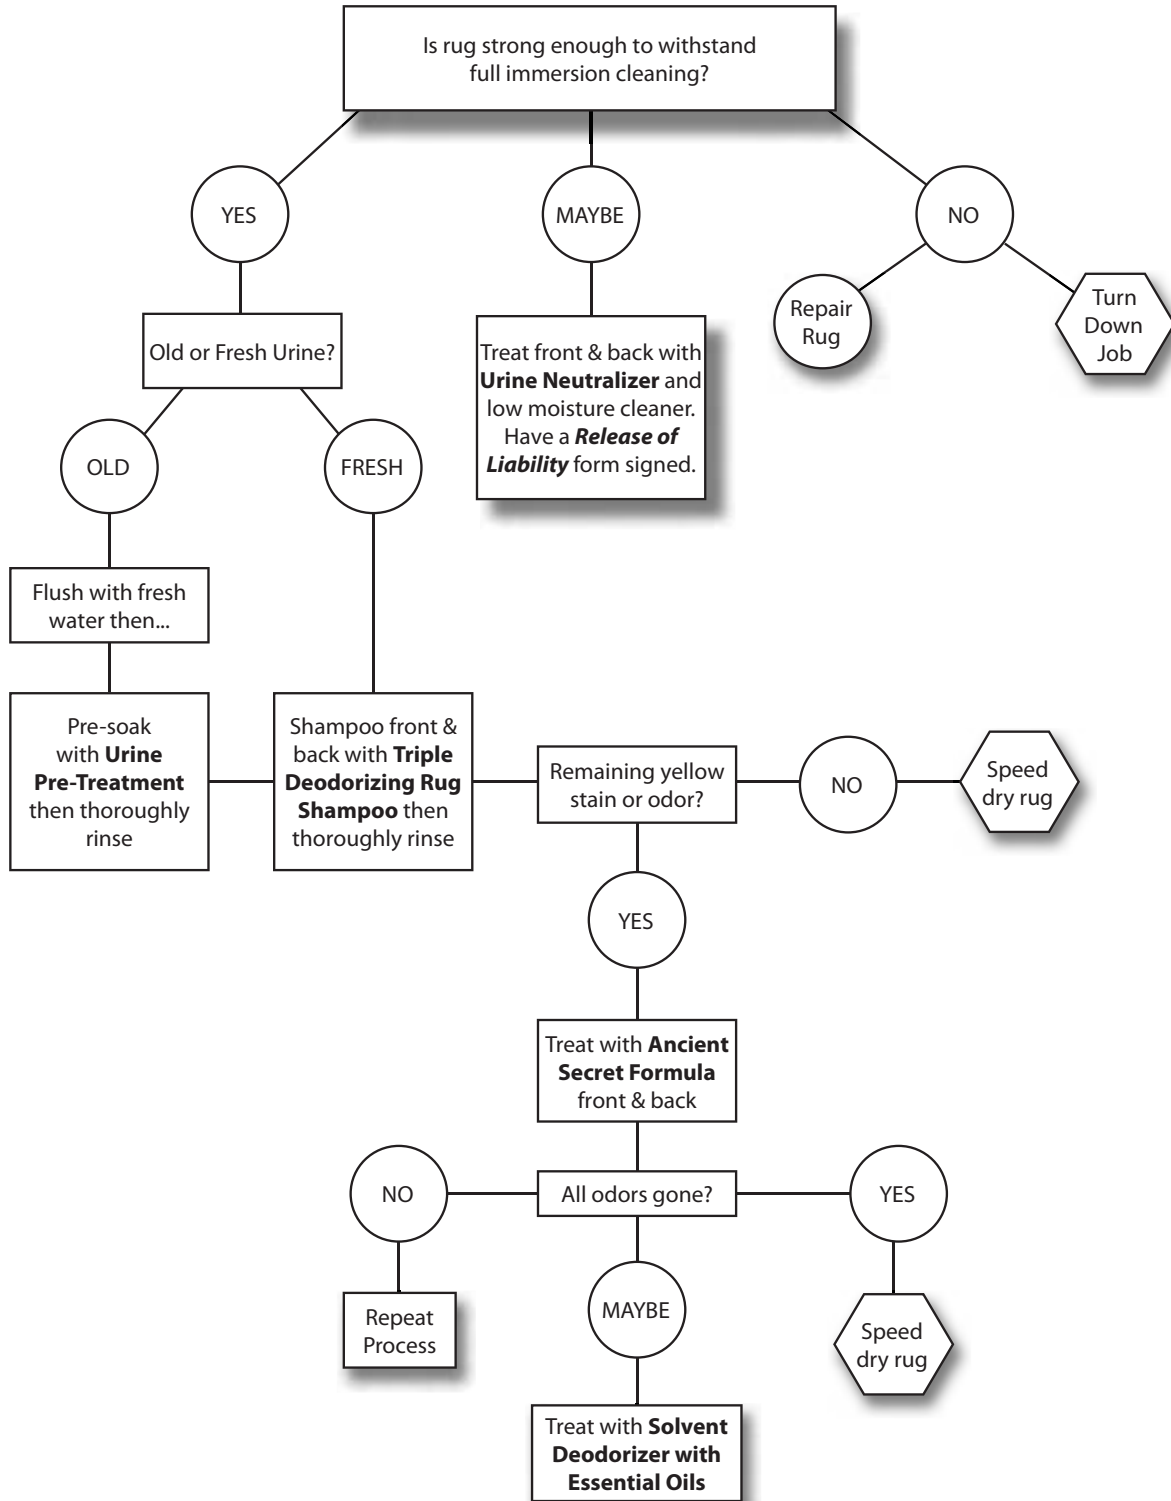 Is rug strong enough to withstand
full immersion cleaning?
YES
MAYBE
NO
Repair
Rug
Turn
Down
Job
Old or Fresh Urine?
Treat front & back with
Urine Neutralizer and
low moisture cleaner.
Have a Release of
Liability form signed.
OLD
FRESH
Flush with fresh
water then...
Pre-soak
with Urine
Pre-Treatment
then thoroughly
rinse
Shampoo front &
back with Triple
Deodorizing Rug
Shampoo then
thoroughly rinse
Remaining yellow
stain or odor?
NO
Speed
dry rug
YES
Treat with Ancient
Secret Formula
front & back
NO
All odors gone?
YES
Repeat
Process
MAYBE
Speed
dry rug
Treat with Solvent
Deodorizer with
Essential Oils